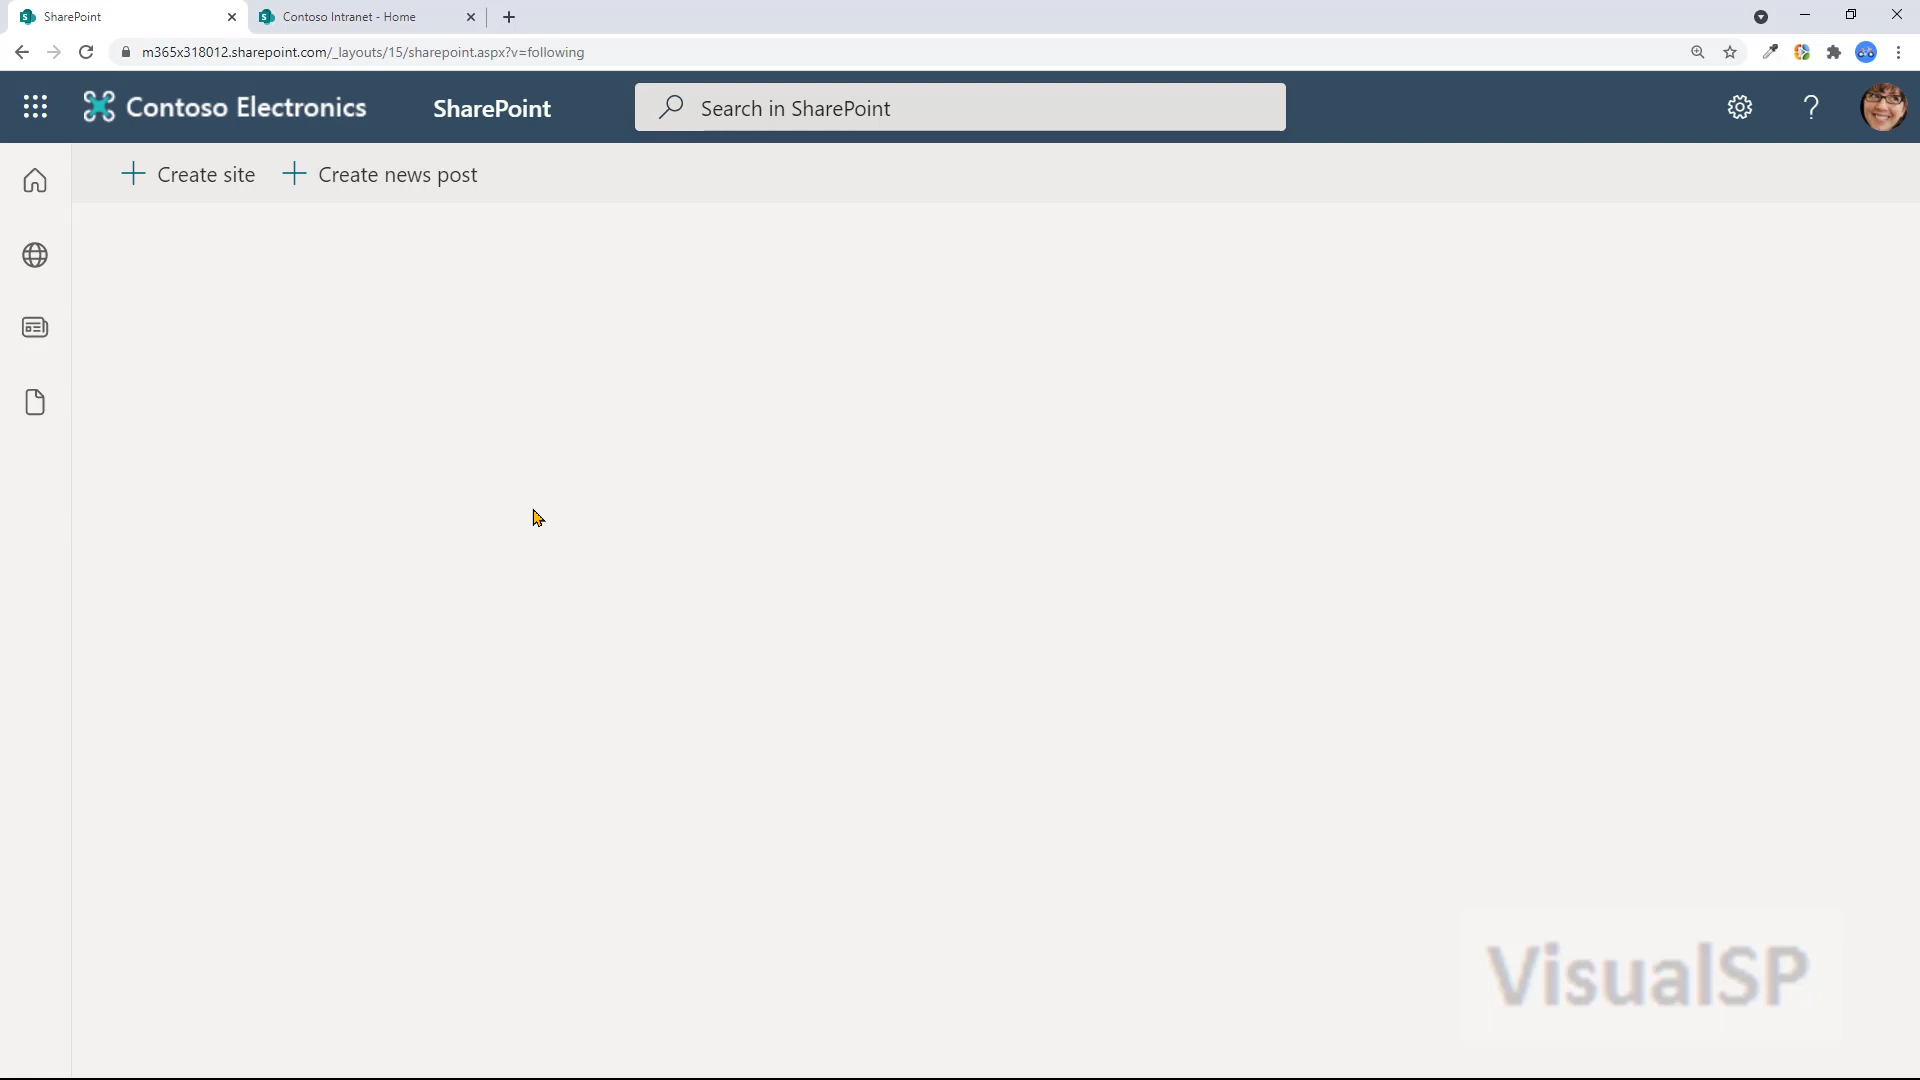 SharePoint
Contoso Intranet - Home
m365x318012.sharepoint.com/_layouts/15/sharepoint.aspx?v=following
Contoso Electronics
SharePoint
Search in SharePoint
Create site
Create news post
VisualSP